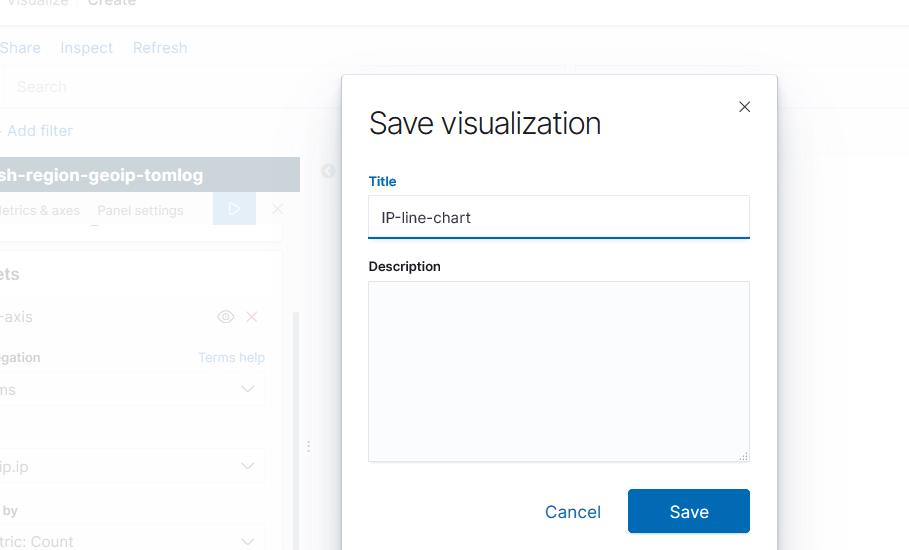 Visualize Create
Share Inspect Refresh
Search
Add filter
sh-region-geoip-tomlog
Metrics & axes Panel settings
ets
-axis
egation Terms help
ms
ip.ip
by
tric: Count
Save visualization
Title
IP-line-chart
Description
Cancel Save